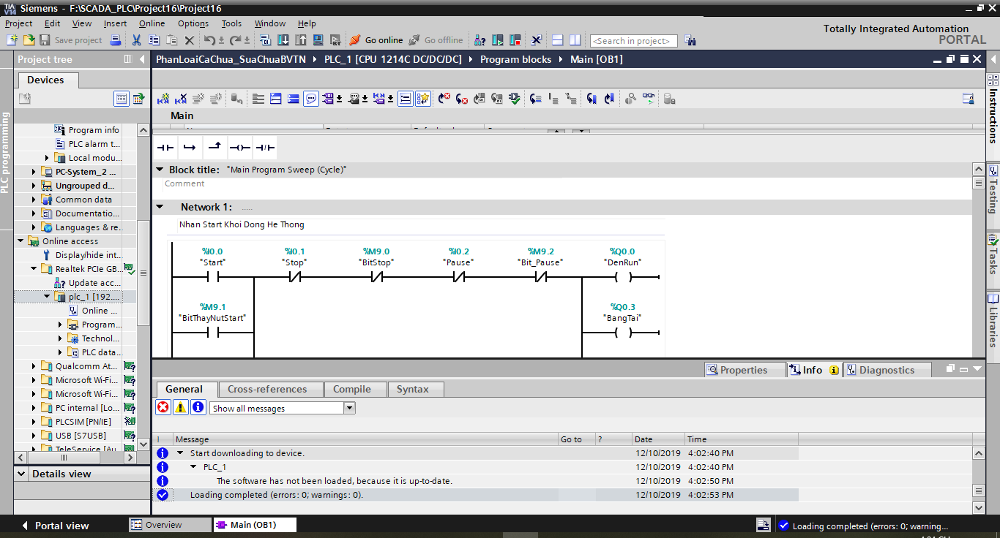 TIA V14 Siemens - F:\SCADA_PLC\Project16\Project16
Project Edit View Insert Online Options Tools Window Help
Totally Integrated Automation
PORTAL
Save project Go online Go offline <Search in project>
Project tree
PhanLoaiCaChua_SuaChuaBVTN PLC_1 [CPU 1214C DC/DC/DC] Program blocks Main [OB1]
Devices
PLC programming
Program info
PLC alarm t...
Local modu...
PC-System_2 ...
Ungrouped d...
Common data
Documentatio...
Languages & re...
Online access
Display/hide int...
Realtek PCIe GB...
Update acc...
plc_1 [192....
Online ...
Program...
Technol...
PLC data...
Qualcomm At...
Microsoft Wi-Fi...
Microsoft Wi-Fi...
PC internal [Lo...
PLCSIM [PN/IE]
USB [S7USB]
TeleService [Au...
Details view
Main
Block title: "Main Program Sweep (Cycle)"
Comment
Network 1: .....
Nhan Start Khoi Dong He Thong
%I0.0 %I0.1 %M9.0 %I0.2 %M9.2 %Q0.0
"Start" "Stop" "BitStop" "Pause" "Bit_Pause" "DenRun"
%M9.1 %Q0.3
"BitThayNutStart" "BangTai"
Instructions
Testing
Tasks
Libraries
Properties Info Diagnostics
General Cross-references Compile Syntax
Show all messages
! Message Go to ? Date Time
Start downloading to device. 12/10/2019 4:02:40 PM
PLC_1 12/10/2019 4:02:40 PM
The software has not been loaded, because it is up-to-date. 12/10/2019 4:02:50 PM
Loading completed (errors: 0; warnings: 0). 12/10/2019 4:02:53 PM
Portal view Overview Main (OB1) Loading completed (errors: 0; warning...